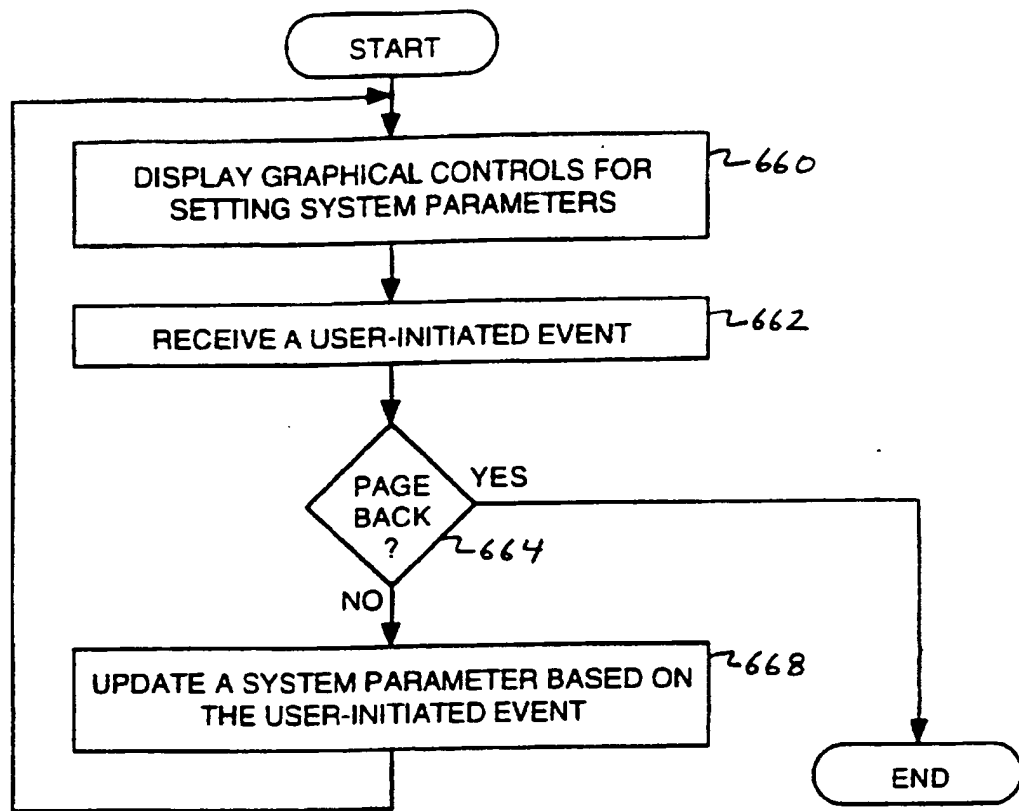 START
DISPLAY GRAPHICAL CONTROLS FOR
SETTING SYSTEM PARAMETERS
660
RECEIVE A USER-INITIATED EVENT
662
PAGE
BACK
?
YES
664
NO
UPDATE A SYSTEM PARAMETER BASED ON
THE USER-INITIATED EVENT
668
END